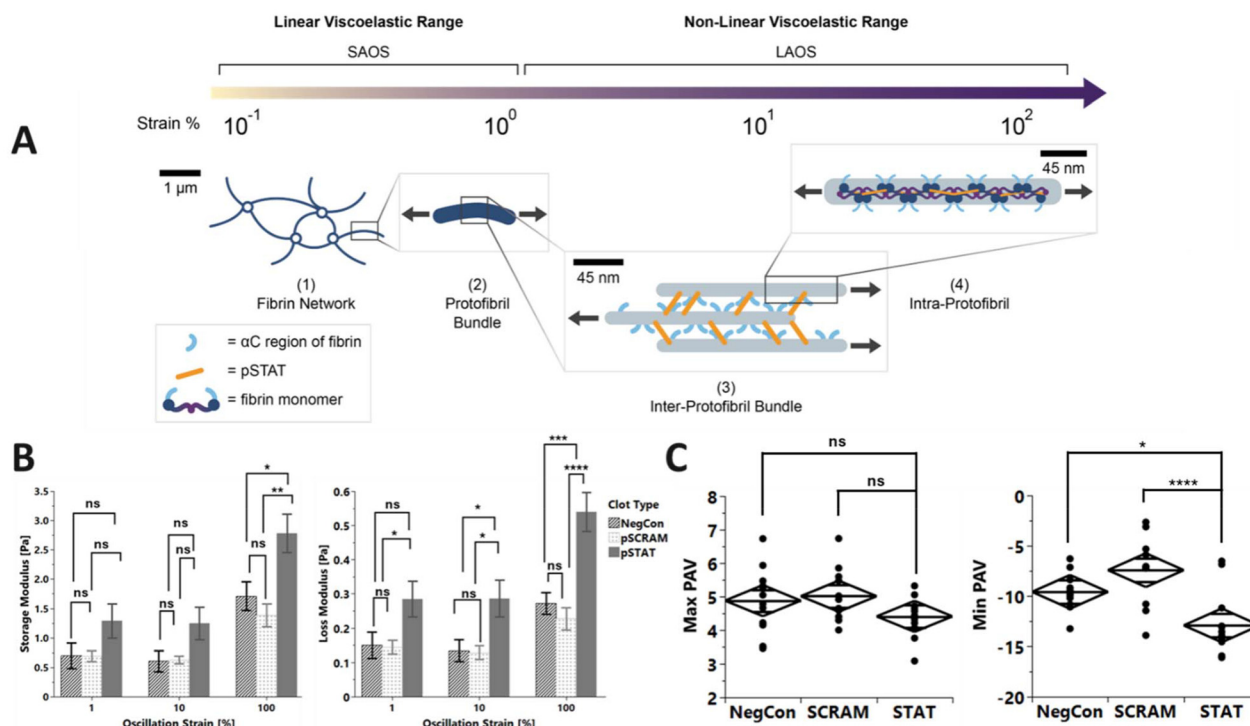 Linear Viscoelastic Range
Non-Linear Viscoelastic Range
SAOS
LAOS
Strain %
10-1
100
101
102
A
1 μm
45 nm
45 nm
(1)
Fibrin Network
(2)
Protofibril
Bundle
(4)
Intra-Protofibril
= αC region of fibrin
= pSTAT
= fibrin monomer
(3)
Inter-Protofibril Bundle
B
Storage Modulus [Pa]
3.5
3.0
2.5
2.0
1.5
1.0
0.5
0.0
ns
ns
ns
ns
ns
ns
*
**
ns
1
10
100
Oscillation Strain [%]
Loss Modulus [Pa]
0.6
0.5
0.4
0.3
0.2
0.1
0.0
ns
*
ns
*
*
ns
***
****
ns
1
10
100
Oscillation Strain [%]
Clot Type
NegCon
pSCRAM
pSTAT
C
Max PAV
8
7
6
5
4
3
2
ns
ns
NegCon SCRAM STAT
Min PAV
0
-5
-10
-15
-20
*
****
NegCon SCRAM STAT